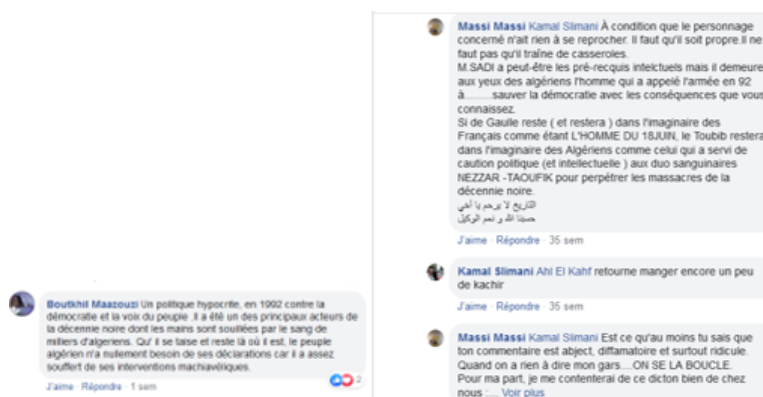 Boutkhil Maazouzi Un politique hypocrite, en 1992 contre la
démocratie et la voix du peuple .Il a été un des principaux acteurs de
la décennie noire dont les mains sont souillées par le sang de
milliers d'algeriens. Qu' il se taise et reste là où il est, le peuple
algérien n'a nullement besoin de ses déclarations car il a assez
souffert de ses interventions machiavéliques.
2
J'aime · Répondre · 1 sem
Massi Massi Kamal Slimani À condition que le personnage
concerné n'ait rien à se reprocher. Il faut qu'il soit propre.Il ne
faut pas qu'il traîne de casseroles.
M.SADI a peut-être les pré-recquis intelctuels mais il demeure
aux yeux des algériens l'homme qui a appelé l'armée en 92
à.........sauver la démocratie avec les conséquences que vous
connaissez.
Si de Gaulle reste ( et restera ) dans l'imaginaire des
Français comme étant L'HOMME DU 18JUIN, le Toubib restera
dans l'imaginaire des Algériens comme celui qui a servi de
caution politique (et intellectuelle ) aux duo sanguinaires
NEZZAR -TAOUFIK pour perpétrer les massacres de la
décennie noire.
التاريخ لا يرحم يا أخي
حسبنا الله و نعم الوكيل
J'aime · Répondre · 35 sem
Kamal Slimani Ahl El Kahf retourne manger encore un peu
de kachir
J'aime · Répondre · 35 sem
Massi Massi Kamal Slimani Est ce qu'au moins tu sais que
ton commentaire est abject, diffamatoire et surtout ridicule.
Quand on a rien à dire mon gars....ON SE LA BOUCLE.
Pour ma part, je me contenterai de ce dicton bien de chez
nous :... Voir plus